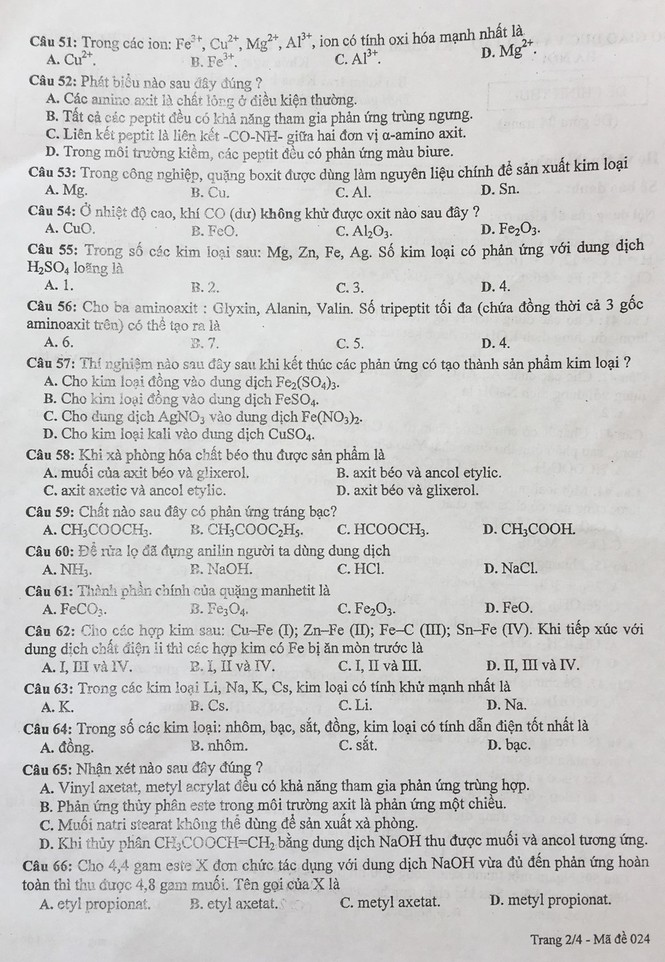 Câu 51: Trong các ion: Fe³⁺, Cu²⁺, Mg²⁺, Al³⁺, ion có tính oxi hóa mạnh nhất là
A. Cu²⁺. B. Fe³⁺. C. Al³⁺. D. Mg²⁺.
Câu 52: Phát biểu nào sau đây đúng ?
A. Các amino axit là chất lỏng ở điều kiện thường.
B. Tất cả các peptit đều có khả năng tham gia phản ứng trùng ngưng.
C. Liên kết peptit là liên kết -CO-NH- giữa hai đơn vị α-amino axit.
D. Trong môi trường kiềm, các peptit đều có phản ứng màu biure.
Câu 53: Trong công nghiệp, quặng boxit được dùng làm nguyên liệu chính để sản xuất kim loại
A. Mg. B. Cu. C. Al. D. Sn.
Câu 54: Ở nhiệt độ cao, khí CO (dư) không khử được oxit nào sau đây ?
A. CuO. B. FeO. C. Al₂O₃. D. Fe₂O₃.
Câu 55: Trong số các kim loại sau: Mg, Zn, Fe, Ag. Số kim loại có phản ứng với dung dịch
H₂SO₄ loãng là
A. 1. B. 2. C. 3. D. 4.
Câu 56: Cho ba aminoaxit : Glyxin, Alanin, Valin. Số tripeptit tối đa (chứa đồng thời cả 3 gốc
aminoaxit trên) có thể tạo ra là
A. 6. B. 7. C. 5. D. 4.
Câu 57: Thí nghiệm nào sau đây sau khi kết thúc các phản ứng có tạo thành sản phẩm kim loại ?
A. Cho kim loại đồng vào dung dịch Fe₂(SO₄)₃.
B. Cho kim loại đồng vào dung dịch FeSO₄.
C. Cho dung dịch AgNO₃ vào dung dịch Fe(NO₃)₂.
D. Cho kim loại kali vào dung dịch CuSO₄.
Câu 58: Khi xà phòng hóa chất béo thu được sản phẩm là
A. muối của axit béo và glixerol. B. axit béo và ancol etylic.
C. axit axetic và ancol etylic. D. axit béo và glixerol.
Câu 59: Chất nào sau đây có phản ứng tráng bạc?
A. CH₃COOCH₃. B. CH₃COOC₂H₅. C. HCOOCH₃. D. CH₃COOH.
Câu 60: Để rửa lọ đã đựng anilin người ta dùng dung dịch
A. NH₃. B. NaOH. C. HCl. D. NaCl.
Câu 61: Thành phần chính của quặng manhetit là
A. FeCO₃. B. Fe₃O₄. C. Fe₂O₃. D. FeO.
Câu 62: Cho các hợp kim sau: Cu–Fe (I); Zn–Fe (II); Fe–C (III); Sn–Fe (IV). Khi tiếp xúc với
dung dịch chất điện li thì các hợp kim có Fe bị ăn mòn trước là
A. I, III và IV. B. I, II và IV. C. I, II và III. D. II, III và IV.
Câu 63: Trong các kim loại Li, Na, K, Cs, kim loại có tính khử mạnh nhất là
A. K. B. Cs. C. Li. D. Na.
Câu 64: Trong số các kim loại: nhôm, bạc, sắt, đồng, kim loại có tính dẫn điện tốt nhất là
A. đồng. B. nhôm. C. sắt. D. bạc.
Câu 65: Nhận xét nào sau đây đúng ?
A. Vinyl axetat, metyl acrylat đều có khả năng tham gia phản ứng trùng hợp.
B. Phản ứng thủy phân este trong môi trường axit là phản ứng một chiều.
C. Muối natri stearat không thể dùng để sản xuất xà phòng.
D. Khi thủy phân CH₃COOCH=CH₂ bằng dung dịch NaOH thu được muối và ancol tương ứng.
Câu 66: Cho 4,4 gam este X đơn chức tác dụng với dung dịch NaOH vừa đủ đến phản ứng hoàn
toàn thì thu được 4,8 gam muối. Tên gọi của X là
A. etyl propionat. B. etyl axetat. C. metyl axetat. D. metyl propionat.
Trang 2/4 - Mã đề 024